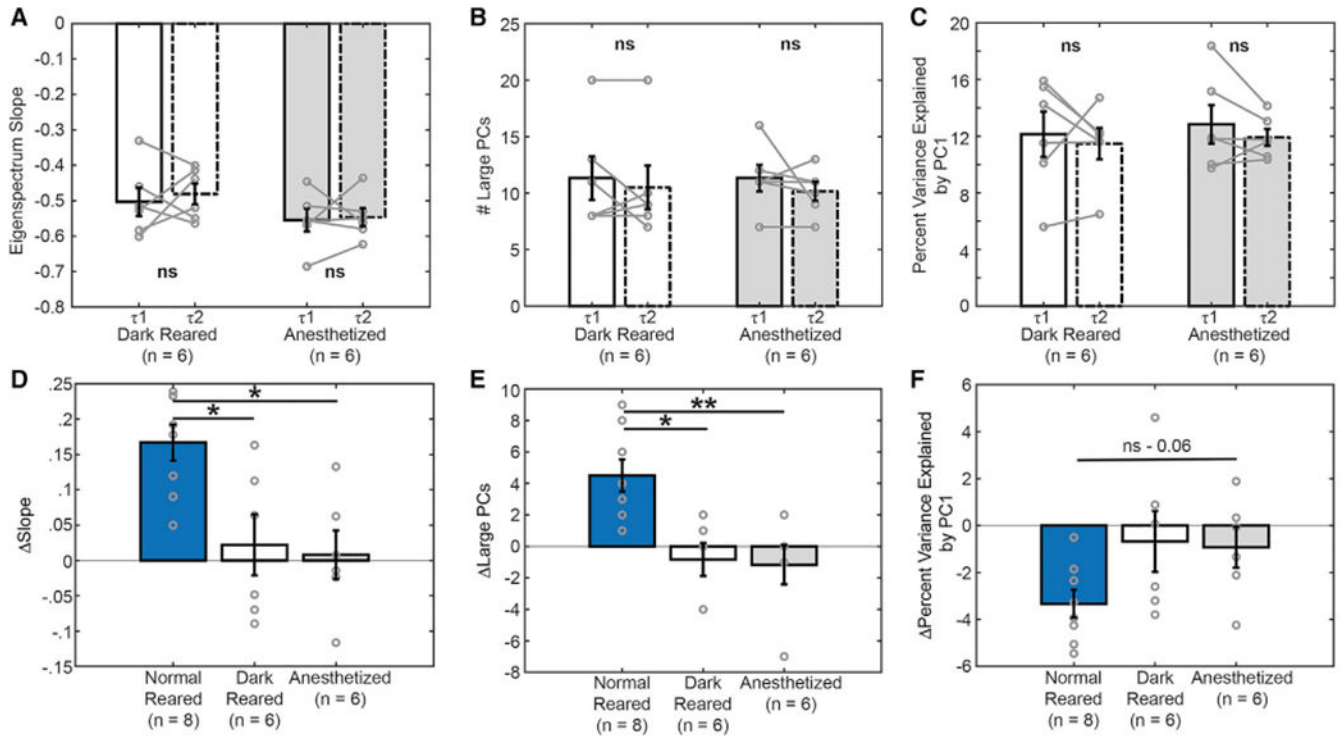 A
Eigenspectrum Slope
0
-0.1
-0.2
-0.3
-0.4
-0.5
-0.6
-0.7
-0.8
ns
ns
τ1 τ2 τ1 τ2
Dark Reared Anesthetized
(n = 6) (n = 6)
B
# Large PCs
25
20
15
10
5
0
ns
ns
τ1 τ2 τ1 τ2
Dark Reared Anesthetized
(n = 6) (n = 6)
C
Percent Variance Explained
by PC1
20
16
12
8
4
0
ns
ns
τ1 τ2 τ1 τ2
Dark Reared Anesthetized
(n = 6) (n = 6)
D
ΔSlope
.25
.20
0.15
0.10
.05
0
-.05
-.1
-.15
*
*
Normal Dark Anesthetized
Reared Reared (n = 6)
(n = 8) (n = 6)
E
ΔLarge PCs
10
8
6
4
2
0
-2
-4
-6
-8
**
*
Normal Dark Anesthetized
Reared Reared (n = 6)
(n = 8) (n = 6)
F
ΔPercent Variance Explained
by PC1
6
4
2
0
-2
-4
-6
ns - 0.06
Normal Dark Anesthetized
Reared Reared (n = 6)
(n = 8) (n = 6)